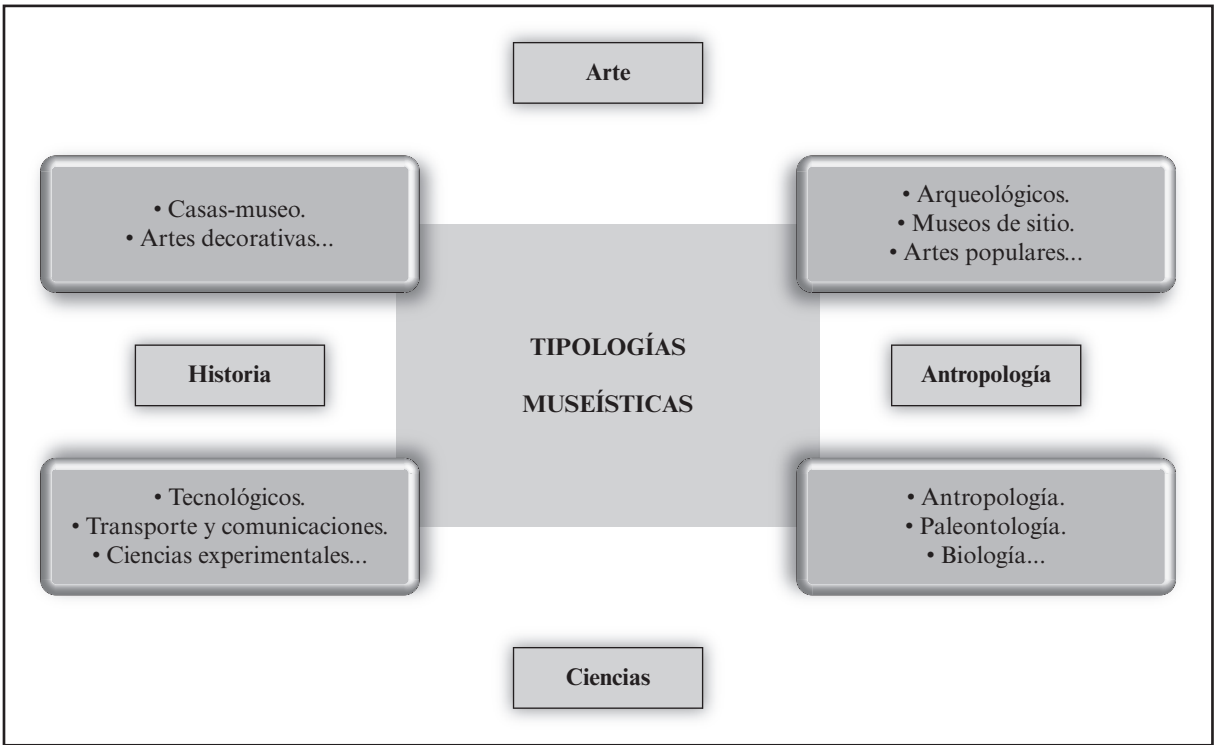 Arte
• Casas-museo.
• Artes decorativas...
• Arqueológicos.
• Museos de sitio.
• Artes populares...
Historia
TIPOLOGÍAS
MUSEÍSTICAS
Antropología
• Tecnológicos.
• Transporte y comunicaciones.
• Ciencias experimentales...
• Antropología.
• Paleontología.
• Biología...
Ciencias